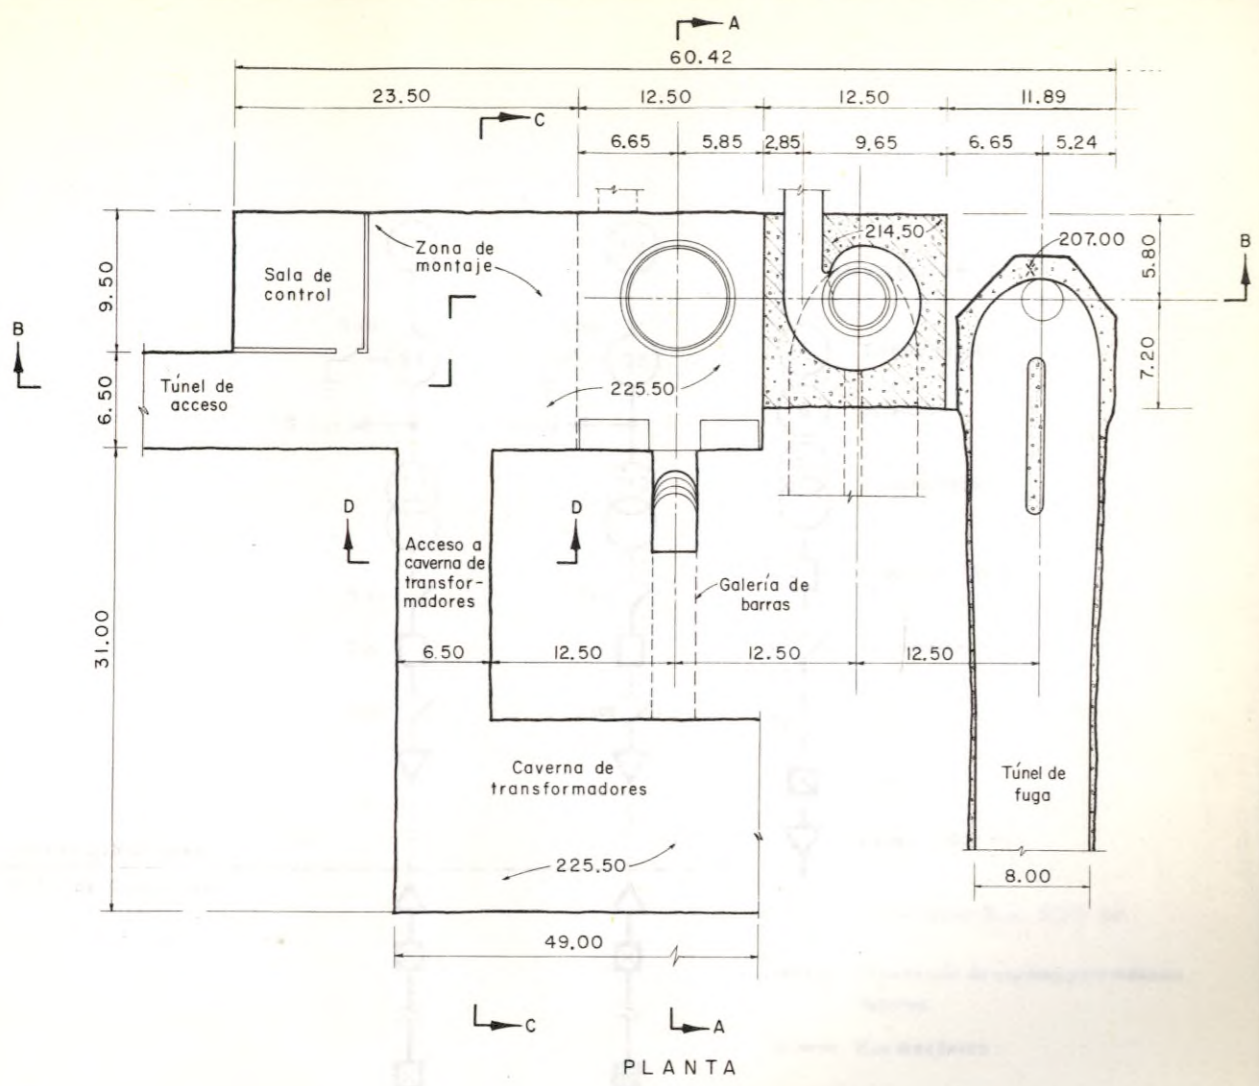 A
60.42
23.50 12.50 12.50 11.89
C
6.65 5.85 2.85 9.65 6.65 5.24
Zona de
montaje
214.50
207.00
B
5.80
9.50
Sala de
control
B
7.20
6.50
Túnel de
acceso
225.50
D D
Acceso a
caverna de
transfor-
madores
Galería de
barras
31.00
6.50 12.50 12.50 12.50
Caverna de
transformadores
Túnel de
fuga
225.50
8.00
49.00
C A
PLANTA